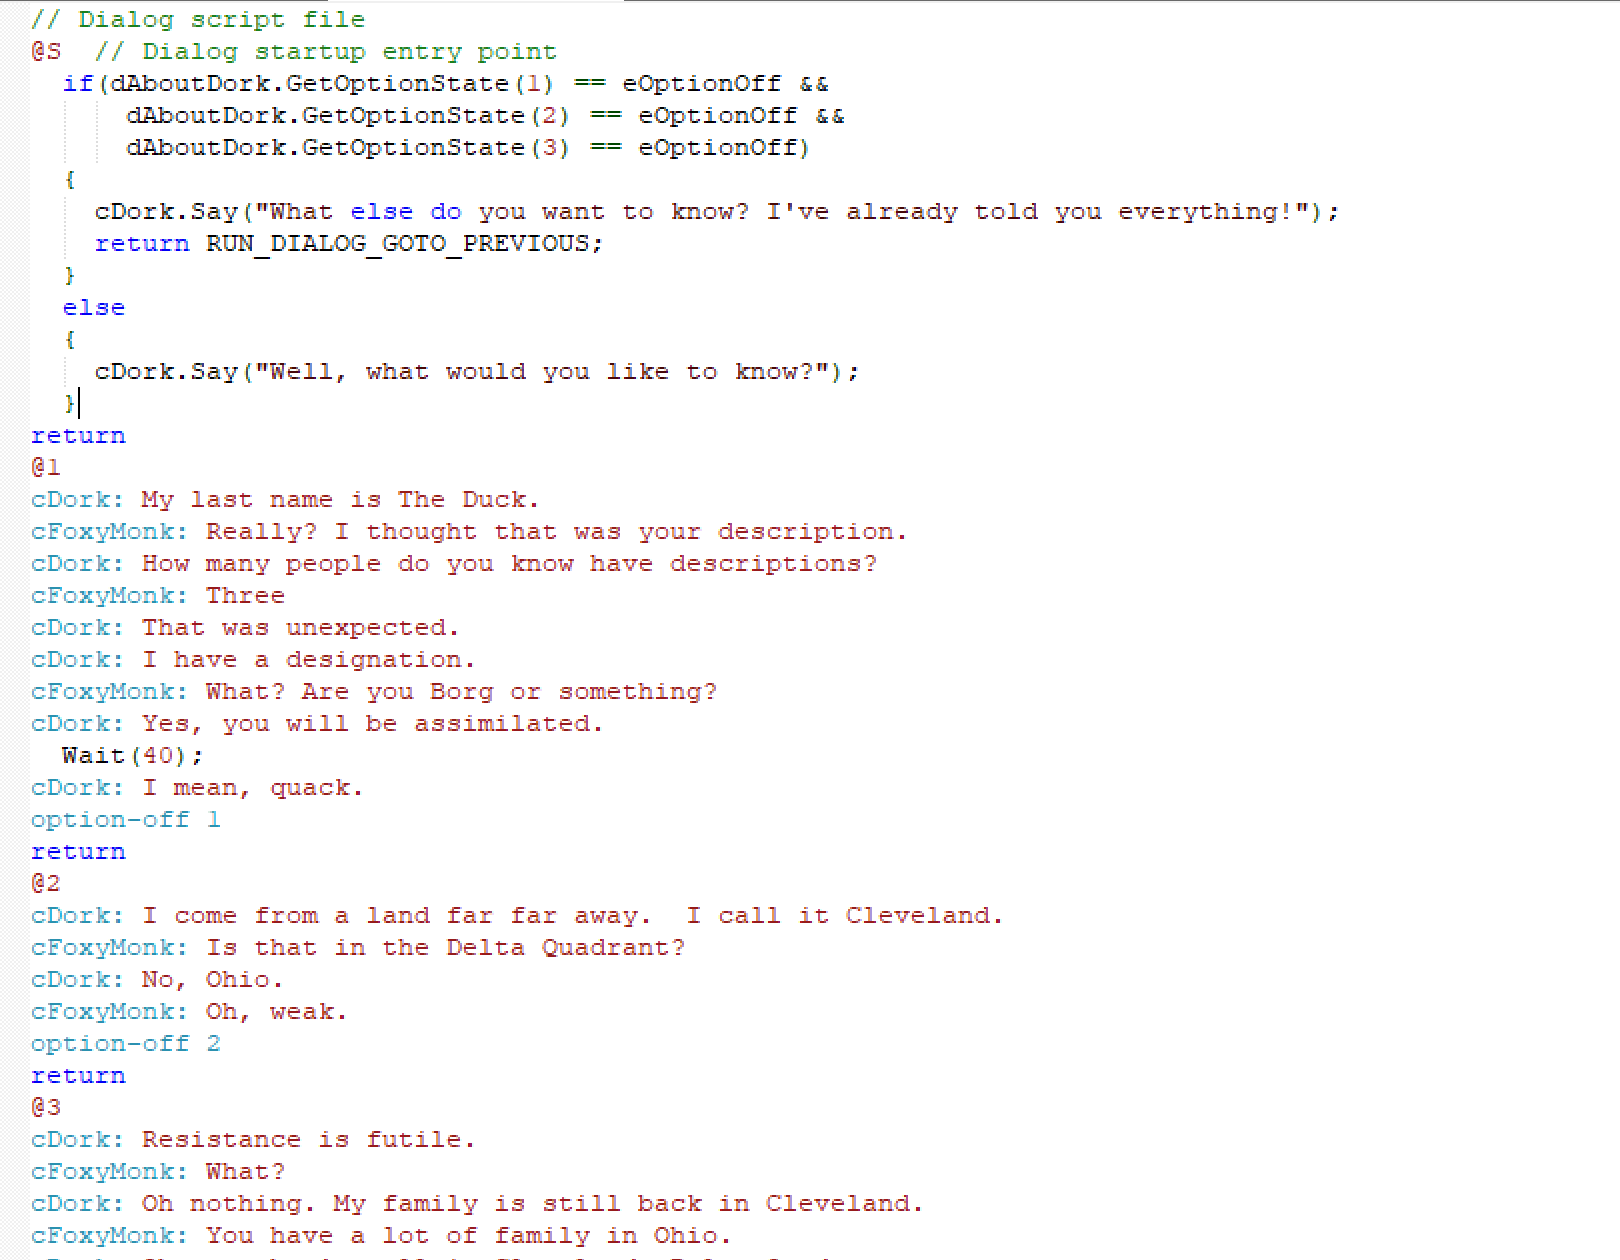 // Dialog script file
@S  // Dialog startup entry point
  if(dAboutDork.GetOptionState(1) == eOptionOff &&
      dAboutDork.GetOptionState(2) == eOptionOff &&
      dAboutDork.GetOptionState(3) == eOptionOff)
  {
    cDork.Say("What else do you want to know? I've already told you everything!");
    return RUN_DIALOG_GOTO_PREVIOUS;
  }
  else
  {
    cDork.Say("Well, what would you like to know?");
  }
return
@1
cDork: My last name is The Duck.
cFoxyMonk: Really? I thought that was your description.
cDork: How many people do you know have descriptions?
cFoxyMonk: Three
cDork: That was unexpected.
cDork: I have a designation.
cFoxyMonk: What? Are you Borg or something?
cDork: Yes, you will be assimilated.
  Wait(40);
cDork: I mean, quack.
option-off 1
return
@2
cDork: I come from a land far far away.  I call it Cleveland.
cFoxyMonk: Is that in the Delta Quadrant?
cDork: No, Ohio.
cFoxyMonk: Oh, weak.
option-off 2
return
@3
cDork: Resistance is futile.
cFoxyMonk: What?
cDork: Oh nothing. My family is still back in Cleveland.
cFoxyMonk: You have a lot of family in Ohio.